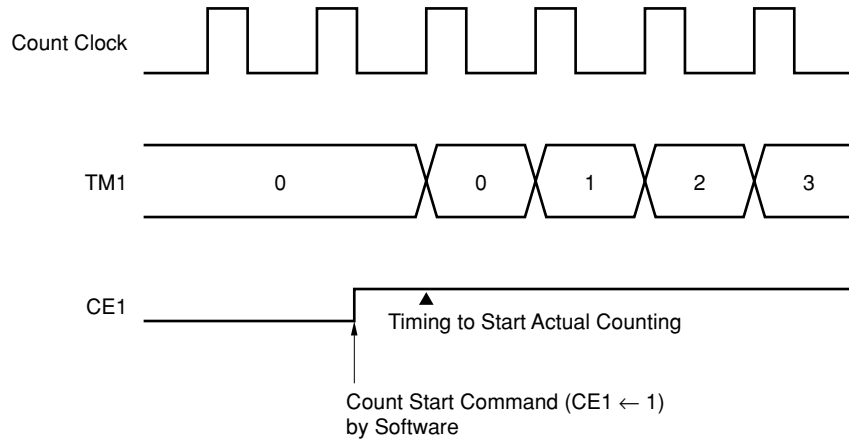 Count Clock
TM1
0
0
1
2
3
CE1
Timing to Start Actual Counting
Count Start Command (CE1 ← 1)
by Software